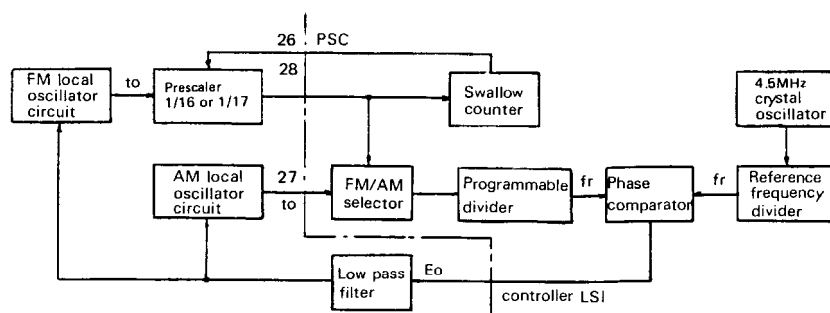 26 PSC
28
FM local
oscillator
circuit
to
Prescaler
1/16 or 1/17
Swallow
counter
4.5MHz
crystal
oscillator
AM local
oscillator
circuit
27
to
FM/AM
selector
Programmable
divider
fr
Phase
comparator
fr
Reference
frequency
divider
Low pass
filter
Eo
controller LSI